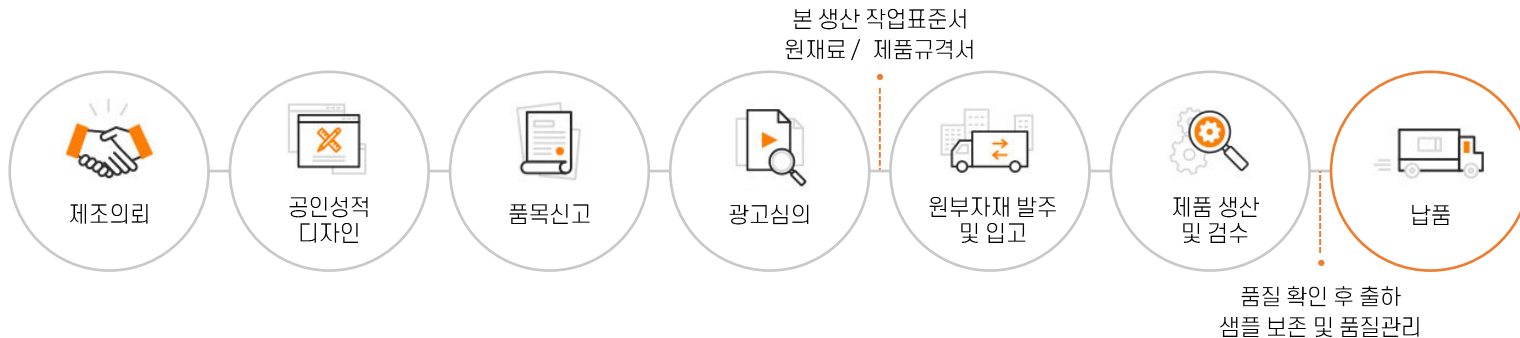 본 생산 작업표준서
원재료 / 제품규격서
제조의뢰
공인성적
디자인
품목신고
광고심의
원부자재 발주
및 입고
제품 생산
및 검수
납품
품질 확인 후 출하
샘플 보존 및 품질관리